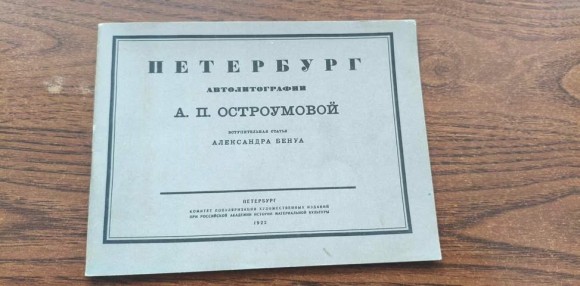 ПЕТЕРБУРГ
АВТОЛИТОГРАФИИ
А. П. ОСТРОУМОВОЙ
ВСТУПИТЕЛЬНАЯ СТАТЬЯ
АЛЕКСАНДРА БЕНУА
ПЕТЕРБУРГ
КОМИТЕТ ПОПУЛЯРИЗАЦИИ ХУДОЖЕСТВЕННЫХ ИЗДАНИЙ
ПРИ РОССИЙСКОЙ АКАДЕМИИ ИСТОРИИ МАТЕРИАЛЬНОЙ КУЛЬТУРЫ
1922